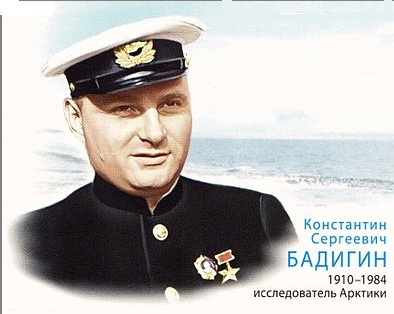 Константин
Сергеевич
БАДИГИН
1910–1984
исследователь Арктики